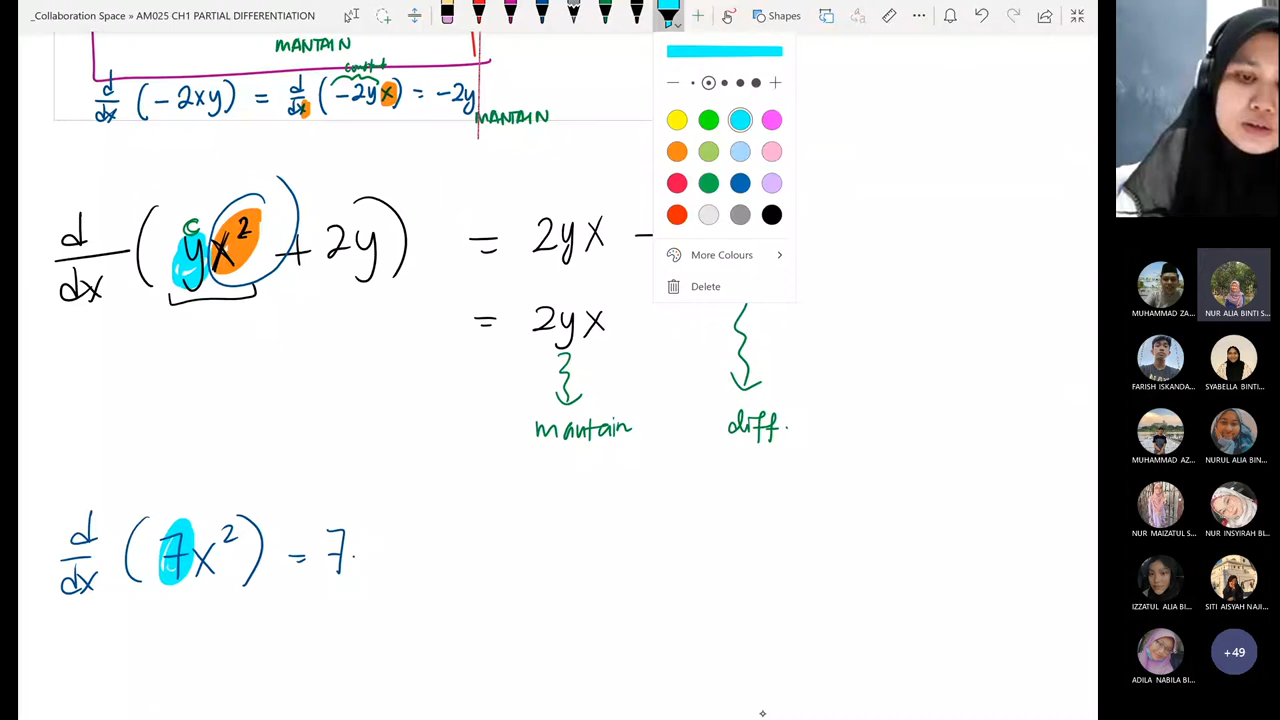 _Collaboration Space » AM025 CH1 PARTIAL DIFFERENTIATION
Shapes
MANTAIN
constant
d/dx (-2xy) = d/dx (-2yx) = -2y
MANTAIN
c
d/dx (yx² + 2y) = 2yx -
= 2yx
mantain
diff.
d/dx (7x²) = 7.
More Colours
Delete
MUHAMMAD ZA...
NUR ALIA BINTI S...
FARISH ISKANDA...
SYABELLA BINTI...
MUHAMMAD AZ...
NURUL ALIA BIN...
NUR MAIZATUL S...
NUR INSYIRAH BI...
IZZATUL ALIA BI...
SITI AISYAH NAJI...
ADILA NABILA BI...
+49